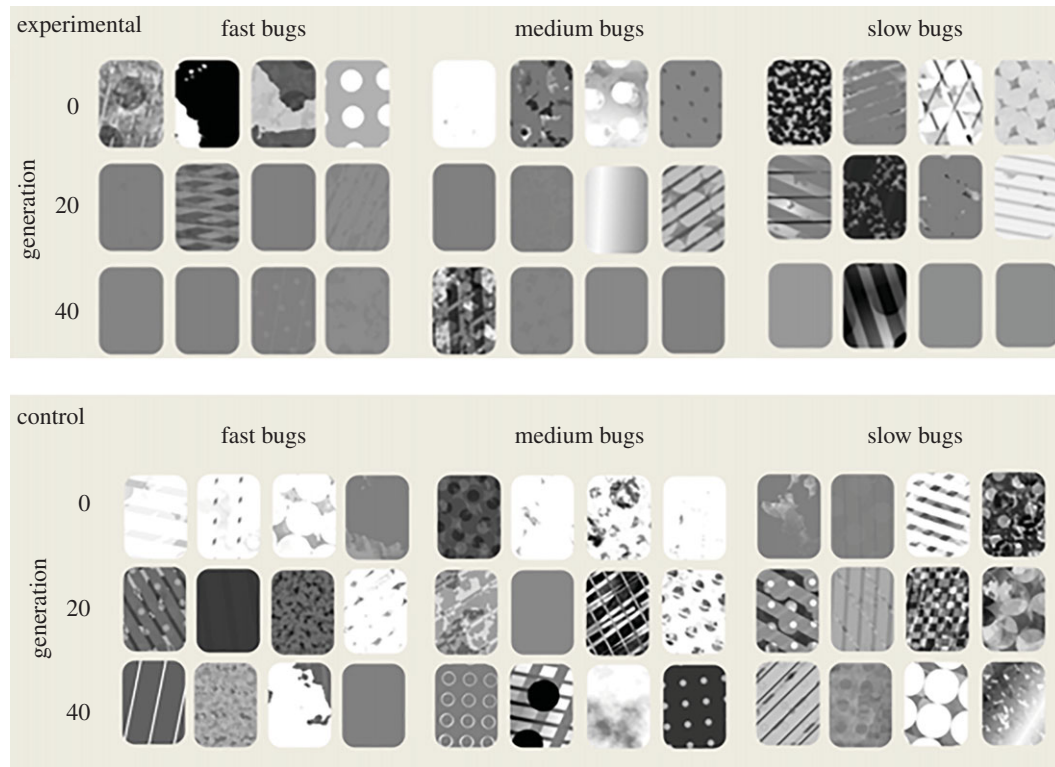 experimental
fast bugs medium bugs slow bugs
0
generation
20
40
control
fast bugs medium bugs slow bugs
0
generation
20
40